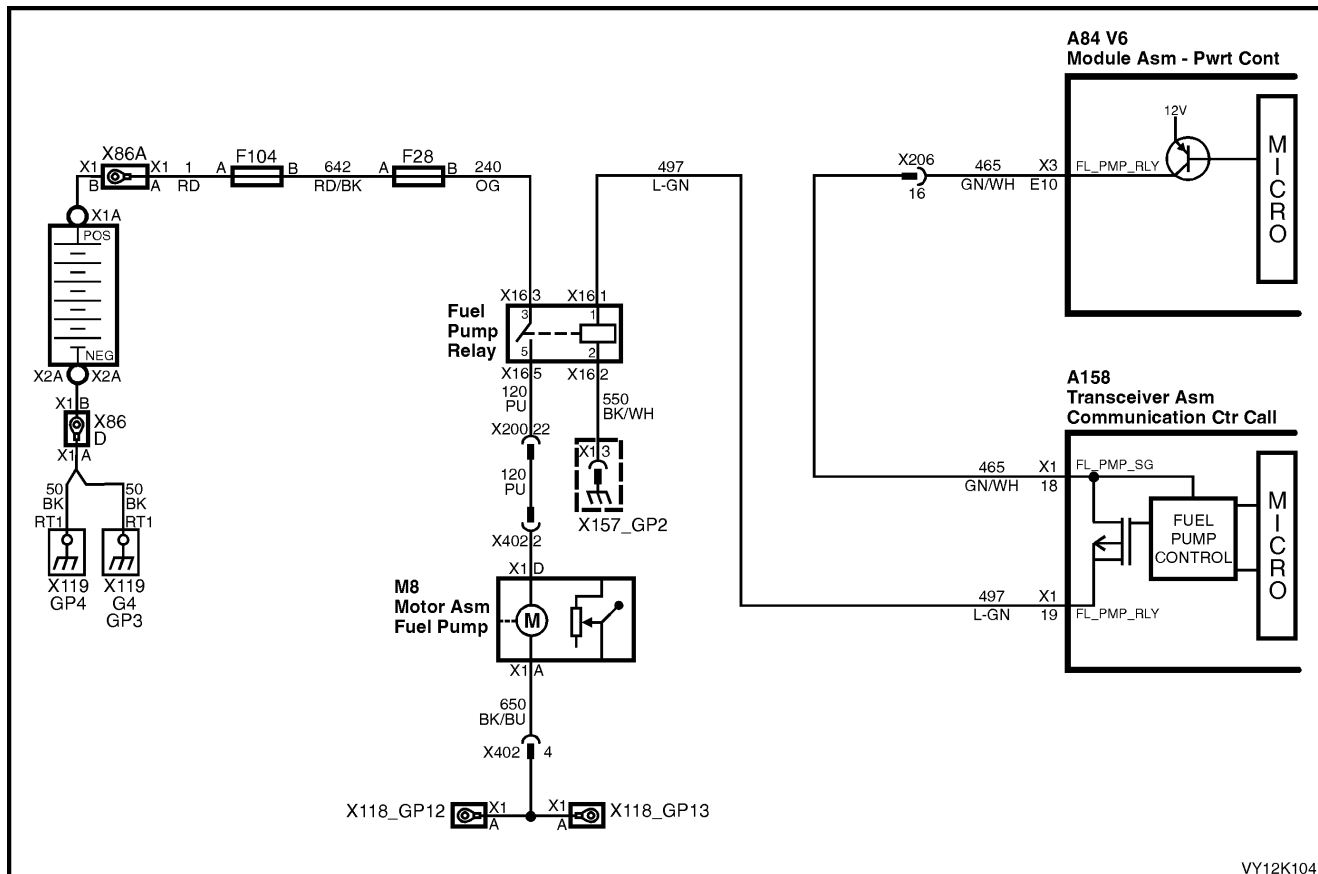 A84 V6
Module Asm - Pwrt Cont
12V
MICRO
FL_PMP_RLY
X3
E10
465
GN/WH
X206
16
X86A
X1
B
X1
A
1
RD
A
F104
B
642
RD/BK
A
F28
B
240
OG
497
L-GN
X1A
POS
NEG
X2A
X2A
X1
B
X86
D
X1
A
50
BK
RT1
50
BK
RT1
X119
GP4
X119
G4
GP3
Fuel
Pump
Relay
X16
3
X16
1
3
1
5
2
X16
5
X16
2
120
PU
550
BK/WH
X200
22
X1
3
120
PU
X157_GP2
X402
2
X1
D
M8
Motor Asm
Fuel Pump
M
X1
A
650
BK/BU
X402
4
X118_GP12
X1
A
X1
A
X118_GP13
A158
Transceiver Asm
Communication Ctr Call
465
GN/WH
X1
18
FL_PMP_SG
FUEL
PUMP
CONTROL
MICRO
497
L-GN
X1
19
FL_PMP_RLY
VY12K104